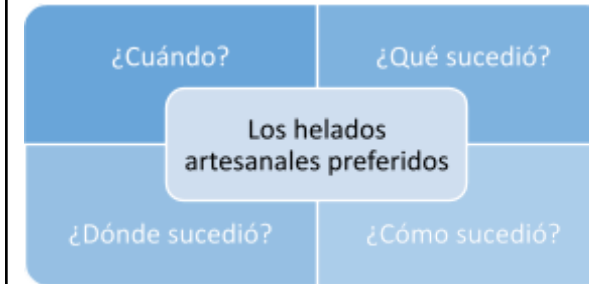 ¿Cuándo?
¿Qué sucedió?
Los helados
artesanales preferidos
¿Dónde sucedió?
¿Cómo sucedió?